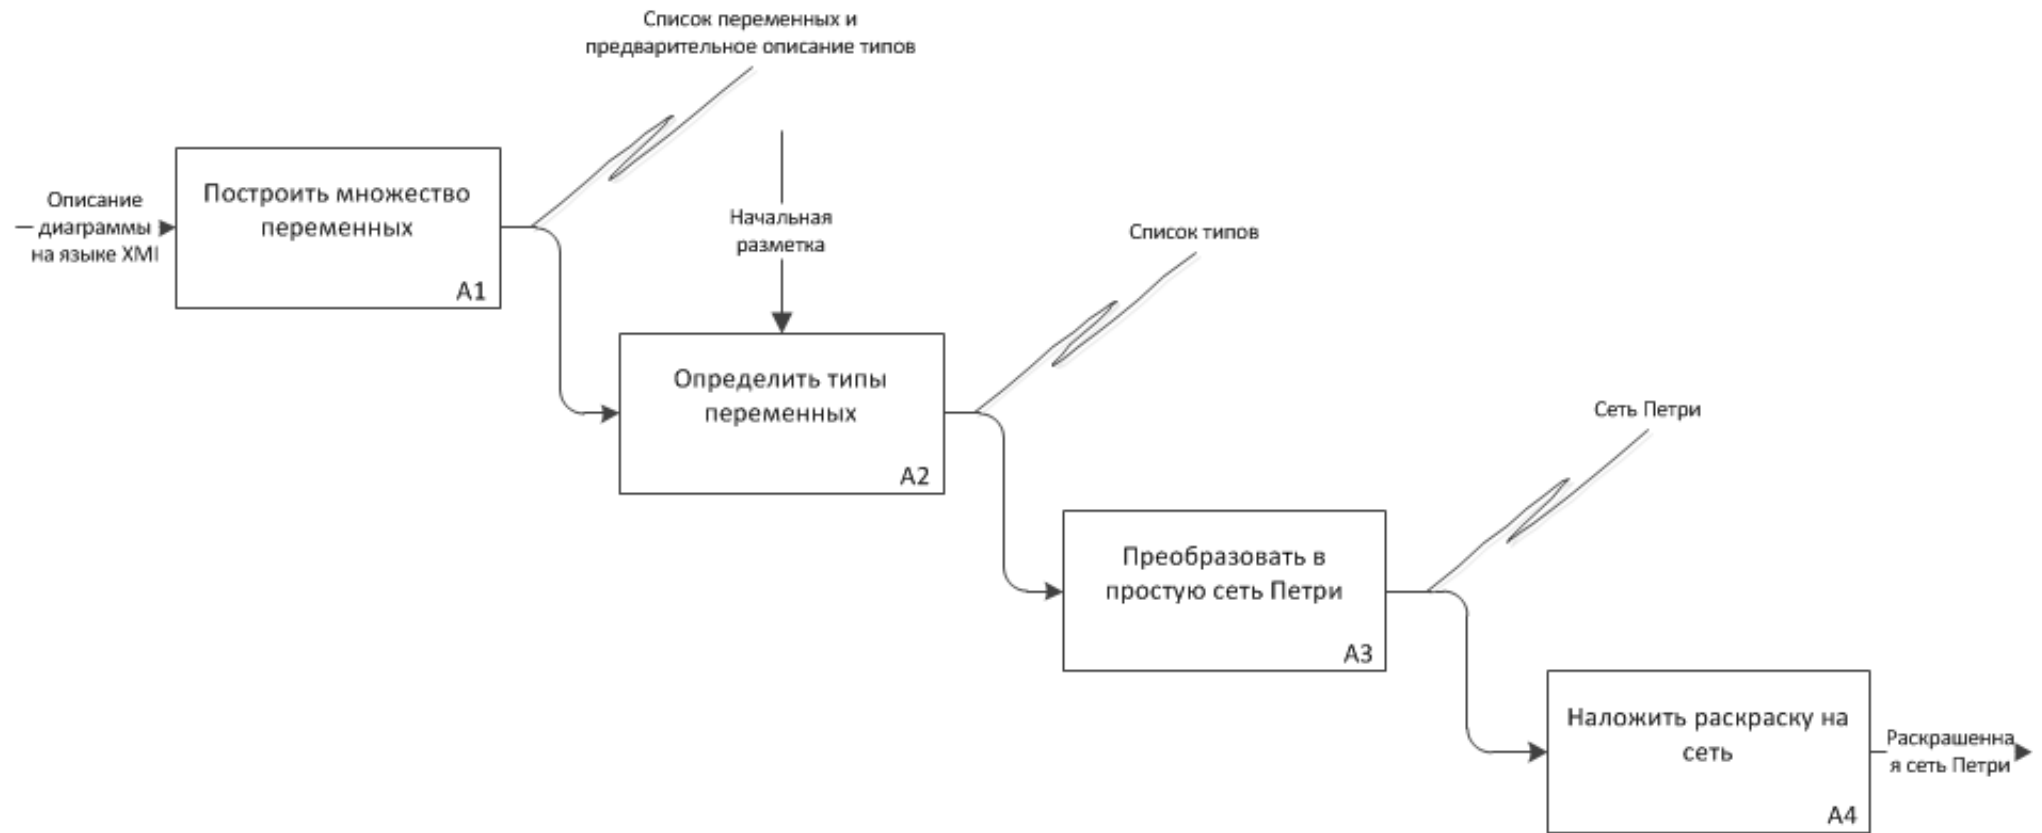 Список переменных и
предварительное описание типов
Построить множество
переменных
Описание
диаграммы
на языке XMI
A1
Начальная
разметка
Список типов
Определить типы
переменных
A2
Сеть Петри
Преобразовать в
простую сеть Петри
A3
Наложить раскраску на
сеть
Раскрашенна
я сеть Петри
A4